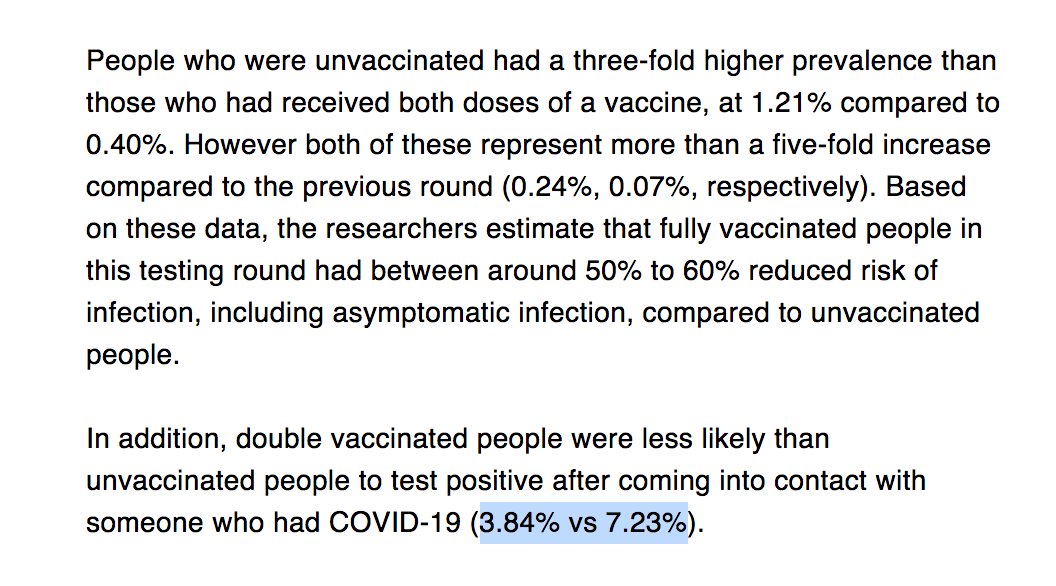 People who were unvaccinated had a three-fold higher prevalence than
those who had received both doses of a vaccine, at 1.21% compared to
0.40%. However both of these represent more than a five-fold increase
compared to the previous round (0.24%, 0.07%, respectively). Based
on these data, the researchers estimate that fully vaccinated people in
this testing round had between around 50% to 60% reduced risk of
infection, including asymptomatic infection, compared to unvaccinated
people.
In addition, double vaccinated people were less likely than
unvaccinated people to test positive after coming into contact with
someone who had COVID-19 (3.84% vs 7.23%).